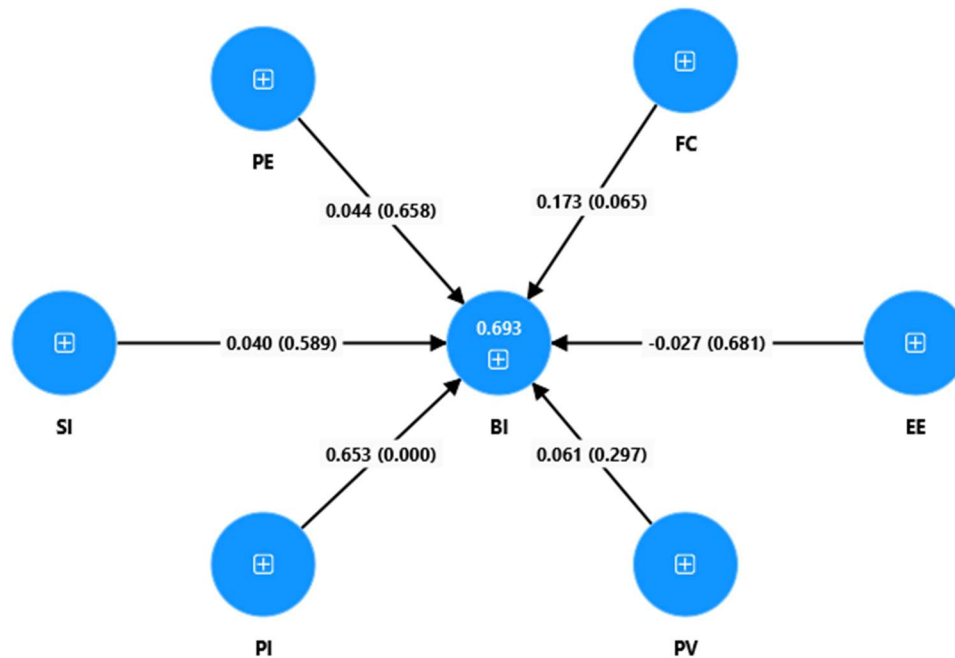 PE
FC
0.044 (0.658)
0.173 (0.065)
0.693
0.040 (0.589)
-0.027 (0.681)
SI
BI
EE
0.653 (0.000)
0.061 (0.297)
PI
PV